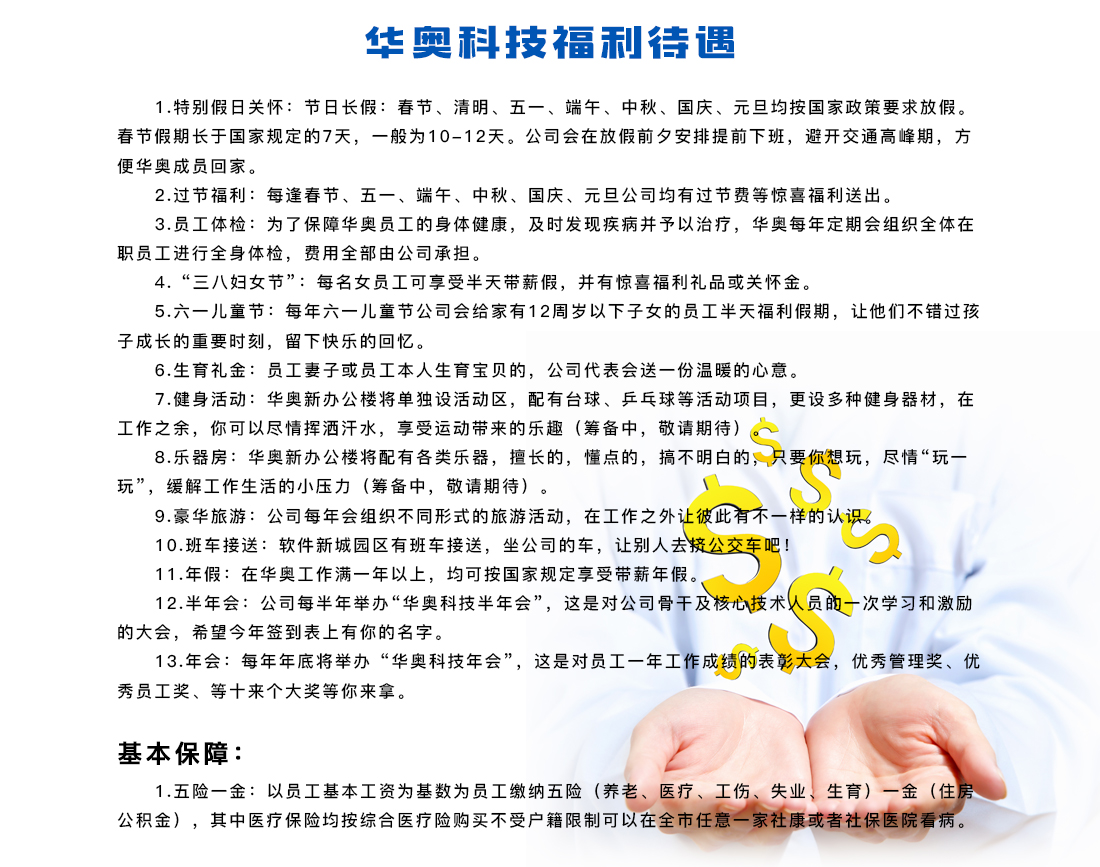 华奥科技福利待遇
1.特别假日关怀：节日长假：春节、清明、五一、端午、中秋、国庆、元旦均按国家政策要求放假。
春节假期长于国家规定的7天，一般为10-12天。公司会在放假前夕安排提前下班，避开交通高峰期，方
便华奥成员回家。
2.过节福利：每逢春节、五一、端午、中秋、国庆、元旦公司均有过节费等惊喜福利送出。
3.员工体检：为了保障华奥员工的身体健康，及时发现疾病并予以治疗，华奥每年定期会组织全体在
职员工进行全身体检，费用全部由公司承担。
4.“三八妇女节”：每名女员工可享受半天带薪假，并有惊喜福利礼品或关怀金。
5.六一儿童节：每年六一儿童节公司会给家有12周岁以下子女的员工半天福利假期，让他们不错过孩
子成长的重要时刻，留下快乐的回忆。
6.生育礼金：员工妻子或员工本人生育宝贝的，公司代表会送一份温暖的心意。
7.健身活动：华奥新办公楼将单独设活动区，配有台球、乒乓球等活动项目，更设多种健身器材，在
工作之余，你可以尽情挥洒汗水，享受运动带来的乐趣（筹备中，敬请期待）。
8.乐器房：华奥新办公楼将配有各类乐器，擅长的，懂点的，搞不明白的，只要你想玩，尽情“玩一
玩”，缓解工作生活的小压力（筹备中，敬请期待）。
9.豪华旅游：公司每年会组织不同形式的旅游活动，在工作之外让彼此有不一样的认识。
10.班车接送：软件新城园区有班车接送，坐公司的车，让别人去挤公交车吧！
11.年假：在华奥工作满一年以上，均可按国家规定享受带薪年假。
12.半年会：公司每半年举办“华奥科技半年会”，这是对公司骨干及核心技术人员的一次学习和激励
的大会，希望今年签到表上有你的名字。
13.年会：每年年底将举办 “华奥科技年会”，这是对员工一年工作成绩的表彰大会，优秀管理奖、优
秀员工奖、等十来个大奖等你来拿。
基本保障：
1.五险一金：以员工基本工资为基数为员工缴纳五险（养老、医疗、工伤、失业、生育）一金（住房
公积金），其中医疗保险均按综合医疗险购买不受户籍限制可以在全市任意一家社康或者社保医院看病。